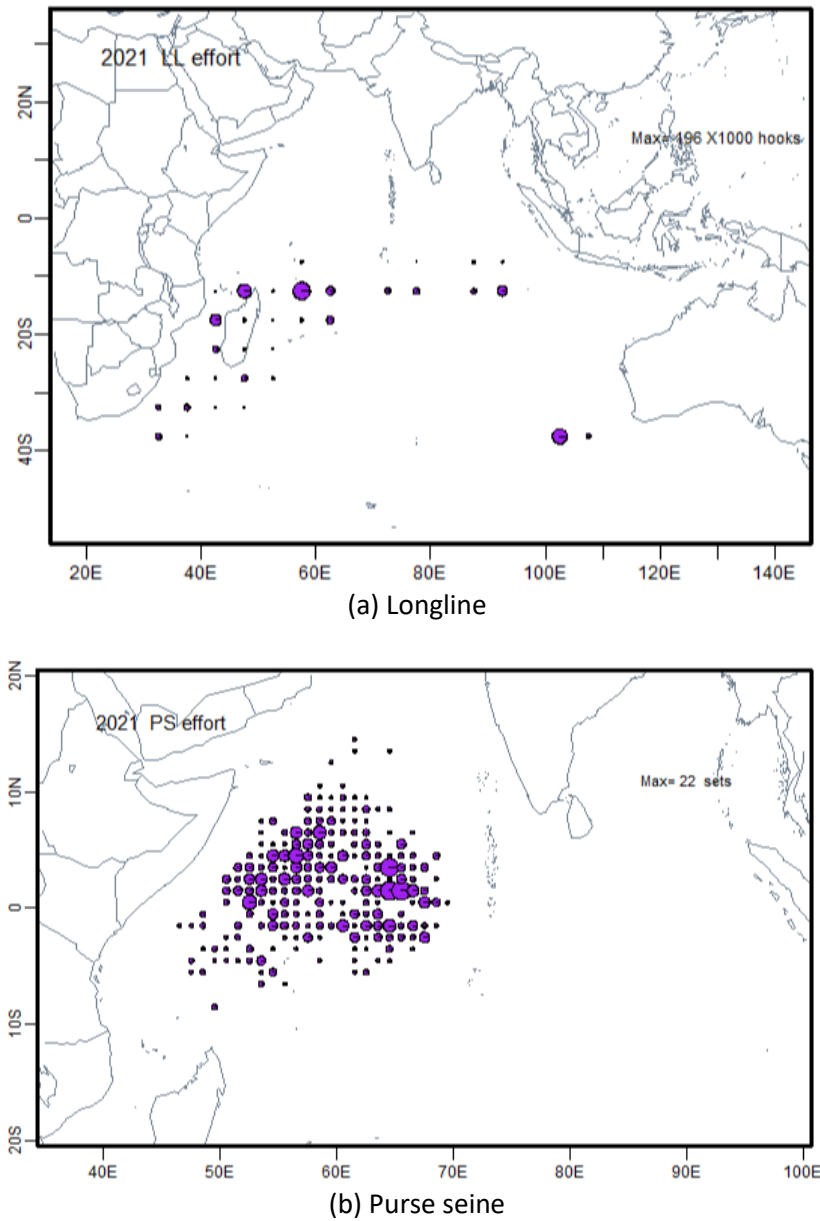 2021 LL effort
Max= 496 X1000 hooks
20N
0
20S
40S
20E 40E 60E 80E 100E 120E 140E
(a) Longline
20N
2021 PS effort
Max= 22 sets
10N
0
10S
20S
40E 50E 60E 70E 80E 90E 100E
(b) Purse seine